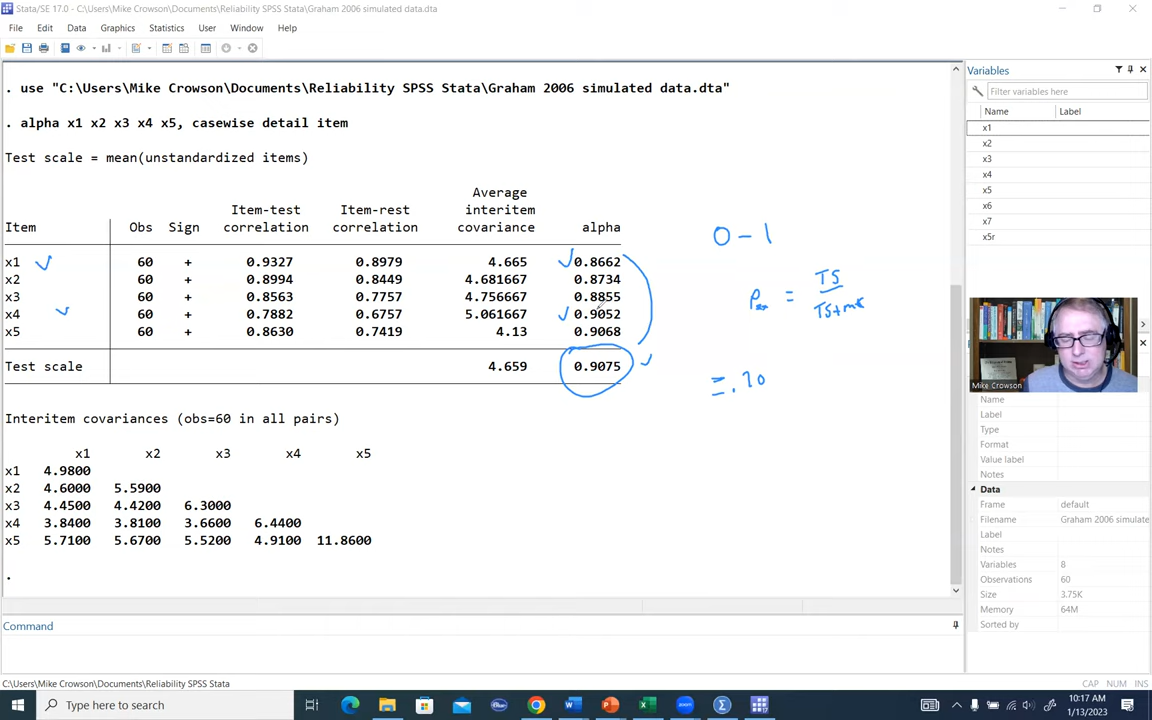 Stata/SE 17.0 - C:\Users\Mike Crowson\Documents\Reliability SPSS Stata\Graham 2006 simulated data.dta
File Edit Data Graphics Statistics User Window Help
. use "C:\Users\Mike Crowson\Documents\Reliability SPSS Stata\Graham 2006 simulated data.dta"
. alpha x1 x2 x3 x4 x5, casewise detail item
Test scale = mean(unstandardized items)
Average
Item-test Item-rest interitem
Item Obs Sign correlation correlation covariance alpha
x1 60 + 0.9327 0.8979 4.665 0.8662
x2 60 + 0.8994 0.8449 4.681667 0.8734
x3 60 + 0.8563 0.7757 4.756667 0.8855
x4 60 + 0.7882 0.6757 5.061667 0.9052
x5 60 + 0.8630 0.7419 4.13 0.9068
Test scale 4.659 0.9075
Interitem covariances (obs=60 in all pairs)
x1 x2 x3 x4 x5
x1 4.9800
x2 4.6000 5.5900
x3 4.4500 4.4200 6.3000
x4 3.8400 3.8100 3.6600 6.4400
x5 5.7100 5.6700 5.5200 4.9100 11.8600
.
0 - 1
= TS
≥ .70
Command
C:\Users\Mike Crowson\Documents\Reliability SPSS Stata
Variables
Filter variables here
Name Label
x1
x2
x3
x4
x5
x6
x7
x5r
Mike Crowson
Name
Label
Type
Format
Value label
Notes
Data
Frame default
Filename Graham 2006 simulate
Label
Notes
Variables 8
Observations 60
Size 3.75K
Memory 64M
Sorted by
CAP NUM INS
Type here to search
10:17 AM
1/13/2023